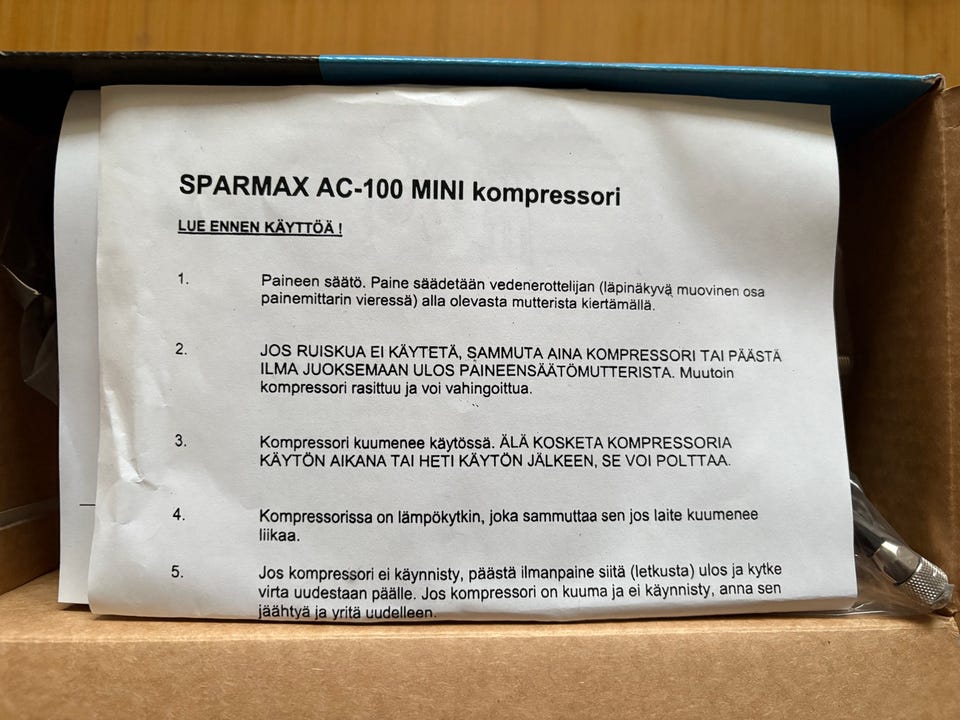 SPARMAX AC-100 MINI kompressori
LUE ENNEN KÄYTTÖÄ !
1. Paineen säätö. Paine säädetään vedenerottelijan (läpinäkyvä muovinen osa
painemittarin vieressä) alla olevasta mutterista kiertämällä.
2. JOS RUISKUA EI KÄYTETÄ, SAMMUTA AINA KOMPRESSORI TAI PÄÄSTÄ
ILMA JUOKSEMAAN ULOS PAINEENSÄÄTÖMUTTERISTA. Muutoin
kompressori rasittuu ja voi vahingoittua.
3. Kompressori kuumenee käytössä. ÄLÄ KOSKETA KOMPRESSORIA
KÄYTÖN AIKANA TAI HETI KÄYTÖN JÄLKEEN, SE VOI POLTTAA.
4. Kompressorissa on lämpökytkin, joka sammuttaa sen jos laite kuumenee
liikaa.
5. Jos kompressori ei käynnisty, päästä ilmanpaine siitä (letkusta) ulos ja kytke
virta uudestaan päälle. Jos kompressori on kuuma ja ei käynnisty, anna sen
jäähtyä ja yritä uudelleen.